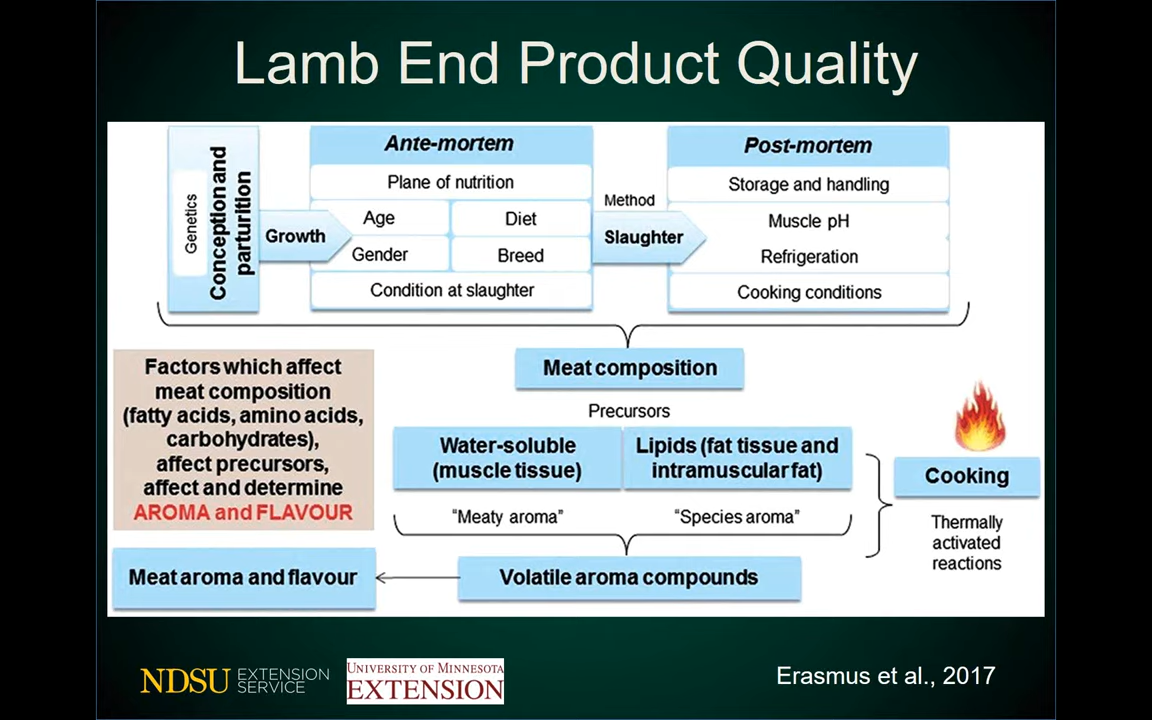 Lamb End Product Quality
Genetics
Conception and
parturition
Growth
Ante-mortem
Plane of nutrition
Age
Diet
Gender
Breed
Condition at slaughter
Method
Slaughter
Post-mortem
Storage and handling
Muscle pH
Refrigeration
Cooking conditions
Meat composition
Precursors
Water-soluble
(muscle tissue)
Lipids (fat tissue and
intramuscular fat)
"Meaty aroma"
"Species aroma"
Cooking
Thermally
activated
reactions
Factors which affect
meat composition
(fatty acids, amino acids,
carbohydrates),
affect precursors,
affect and determine
AROMA and FLAVOUR
Volatile aroma compounds
Meat aroma and flavour
NDSU EXTENSION
SERVICE
UNIVERSITY OF MINNESOTA
EXTENSION
Erasmus et al., 2017